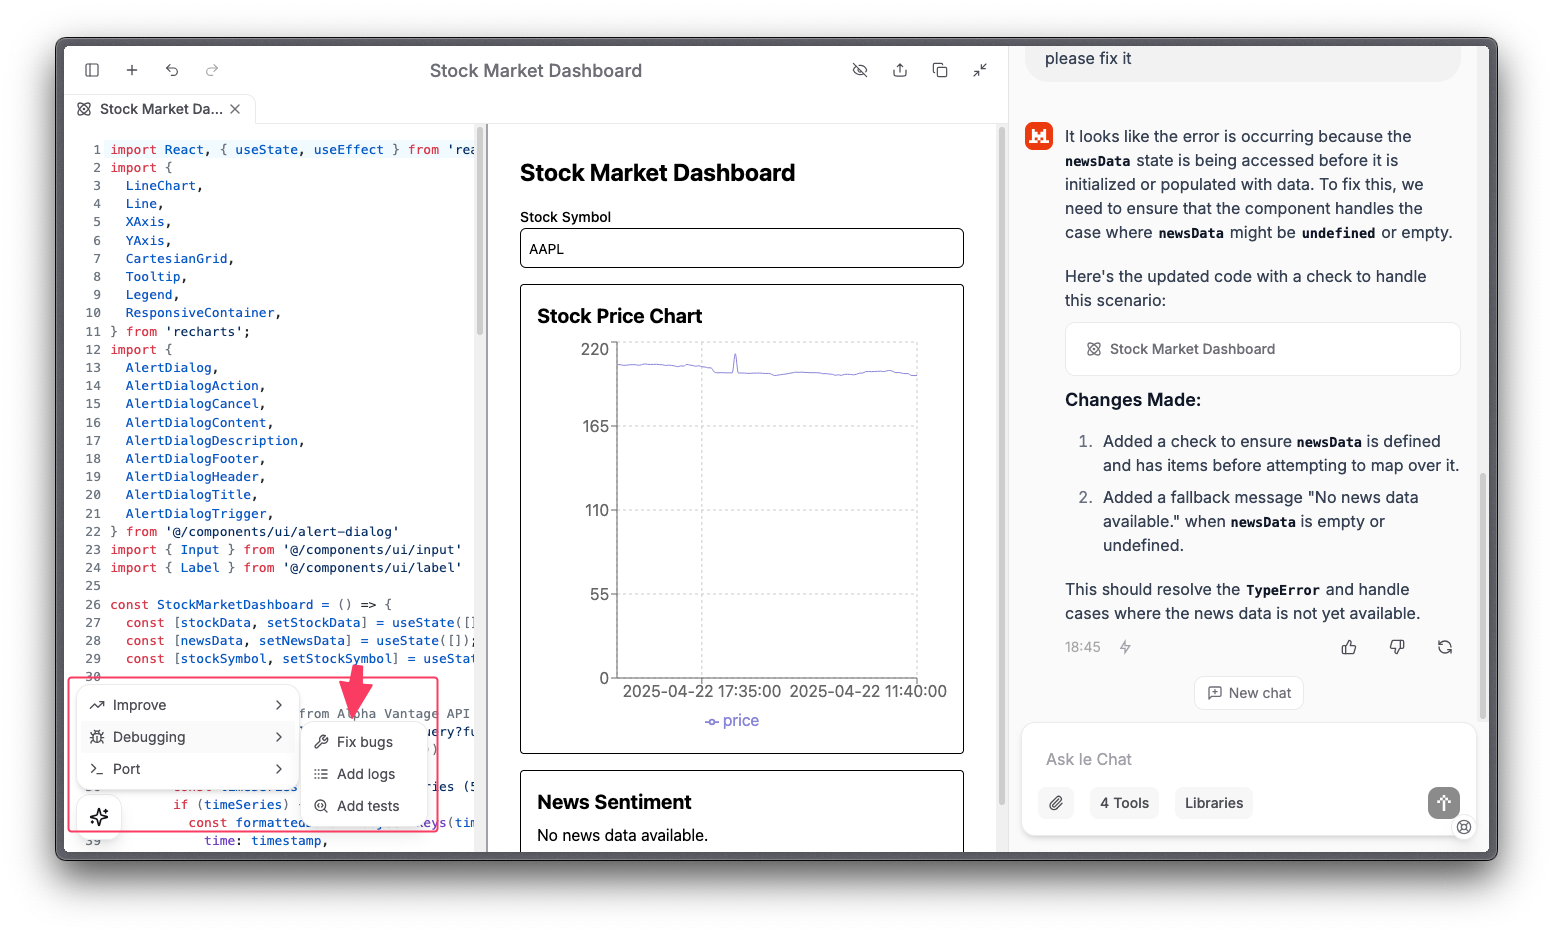 Stock Market Dashboard
Stock Market Da...
1 import React, { useState, useEffect } from 'rea
2 import {
3 LineChart,
4 Line,
5 XAxis,
6 YAxis,
7 CartesianGrid,
8 Tooltip,
9 Legend,
10 ResponsiveContainer,
11 } from 'recharts';
12 import {
13 AlertDialog,
14 AlertDialogAction,
15 AlertDialogCancel,
16 AlertDialogContent,
17 AlertDialogDescription,
18 AlertDialogFooter,
19 AlertDialogHeader,
20 AlertDialogTitle,
21 AlertDialogTrigger,
22 } from '@/components/ui/alert-dialog'
23 import { Input } from '@/components/ui/input'
24 import { Label } from '@/components/ui/label'
25
26 const StockMarketDashboard = () => {
27 const [stockData, setStockData] = useState([]
28 const [newsData, setNewsData] = useState([]);
29 const [stockSymbol, setStockSymbol] = useStat
30
from Alpha Vantage API
uery?fu
)
ries (5
if (timeSeries)
const formatted
keys(tim
39 time: timestamp,
Improve
Debugging
Port
Fix bugs
Add logs
Add tests
Stock Market Dashboard
Stock Symbol
AAPL
Stock Price Chart
220
165
110
55
0
2025-04-22 17:35:00 2025-04-22 11:40:00
price
News Sentiment
No news data available.
please fix it
It looks like the error is occurring because the
newsData state is being accessed before it is
initialized or populated with data. To fix this, we
need to ensure that the component handles the
case where newsData might be undefined or empty.
Here's the updated code with a check to handle
this scenario:
Stock Market Dashboard
Changes Made:
1. Added a check to ensure newsData is defined
and has items before attempting to map over it.
2. Added a fallback message "No news data
available." when newsData is empty or
undefined.
This should resolve the TypeError and handle
cases where the news data is not yet available.
18:45
New chat
Ask le Chat
4 Tools
Libraries